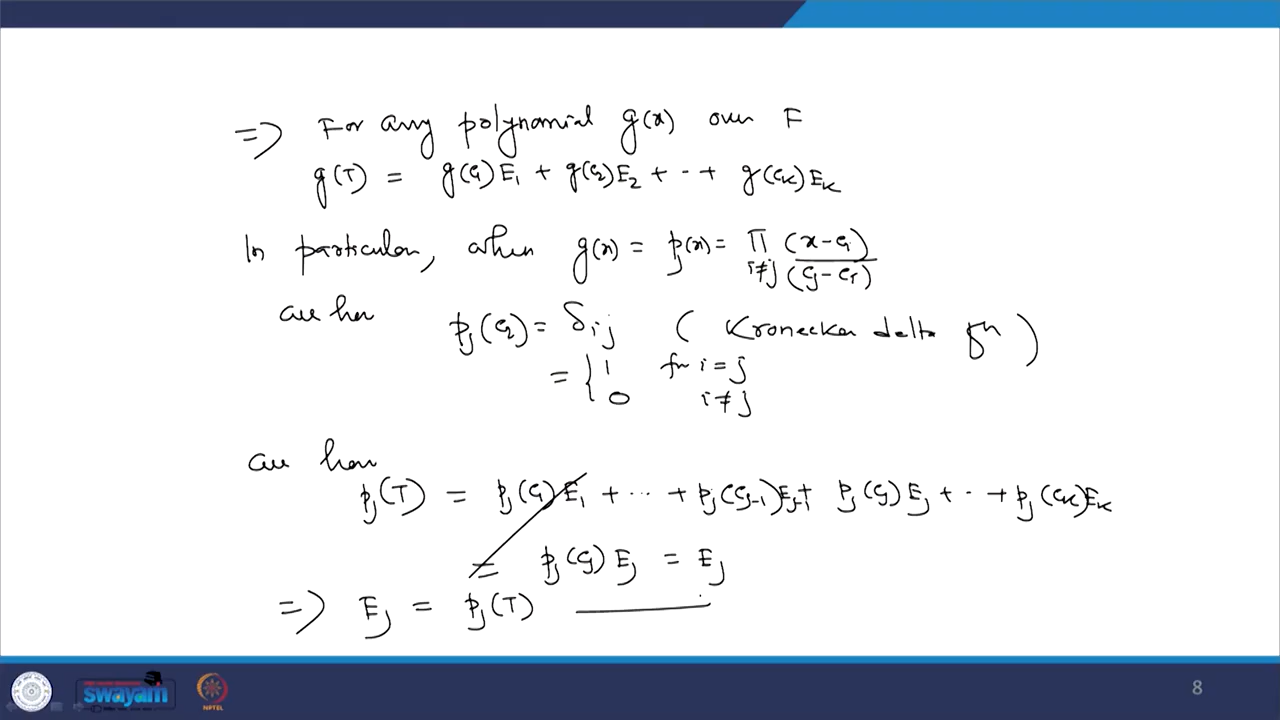 => For any polynomial g(x) over F
g(T) = g(c₁)E₁ + g(c₂)E₂ + -- + g(cₖ)Eₖ
In particular, when g(x) = pⱼ(x) = ∏_{i≠j} (x-cᵢ)/(cⱼ-cᵢ)
we have pⱼ(cᵢ) = δᵢⱼ ( Kronecker delta fⁿ )
= { 1 for i = j
0 i ≠ j
we have
pⱼ(T) = pⱼ(c₁)E₁ + ··· + pⱼ(cⱼ₋₁)Eⱼ₋₁ + pⱼ(cⱼ)Eⱼ + ·· + pⱼ(cₖ)Eₖ
= pⱼ(cⱼ)Eⱼ = Eⱼ
=> Eⱼ = pⱼ(T)
swayam
NPTEL
8